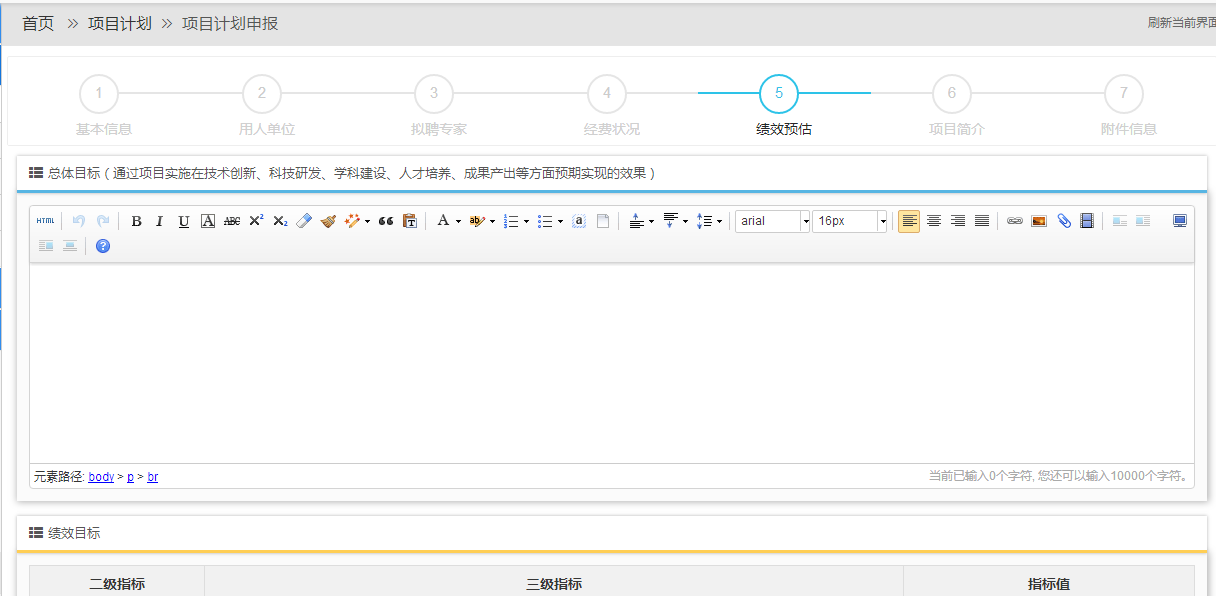 首页 » 项目计划 » 项目计划申报
刷新当前界面
1 2 3 4 5 6 7
基本信息 用人单位 拟聘专家 经费状况 绩效预估 项目简介 附件信息
总体目标（通过项目实施在技术创新、科技研发、学科建设、人才培养、成果产出等方面预期实现的效果）
HTML B I U A ABC X² X₂ A ab a arial 16px
元素路径: body > p > br
当前已输入0个字符, 您还可以输入10000个字符。
绩效目标
二级指标 三级指标 指标值